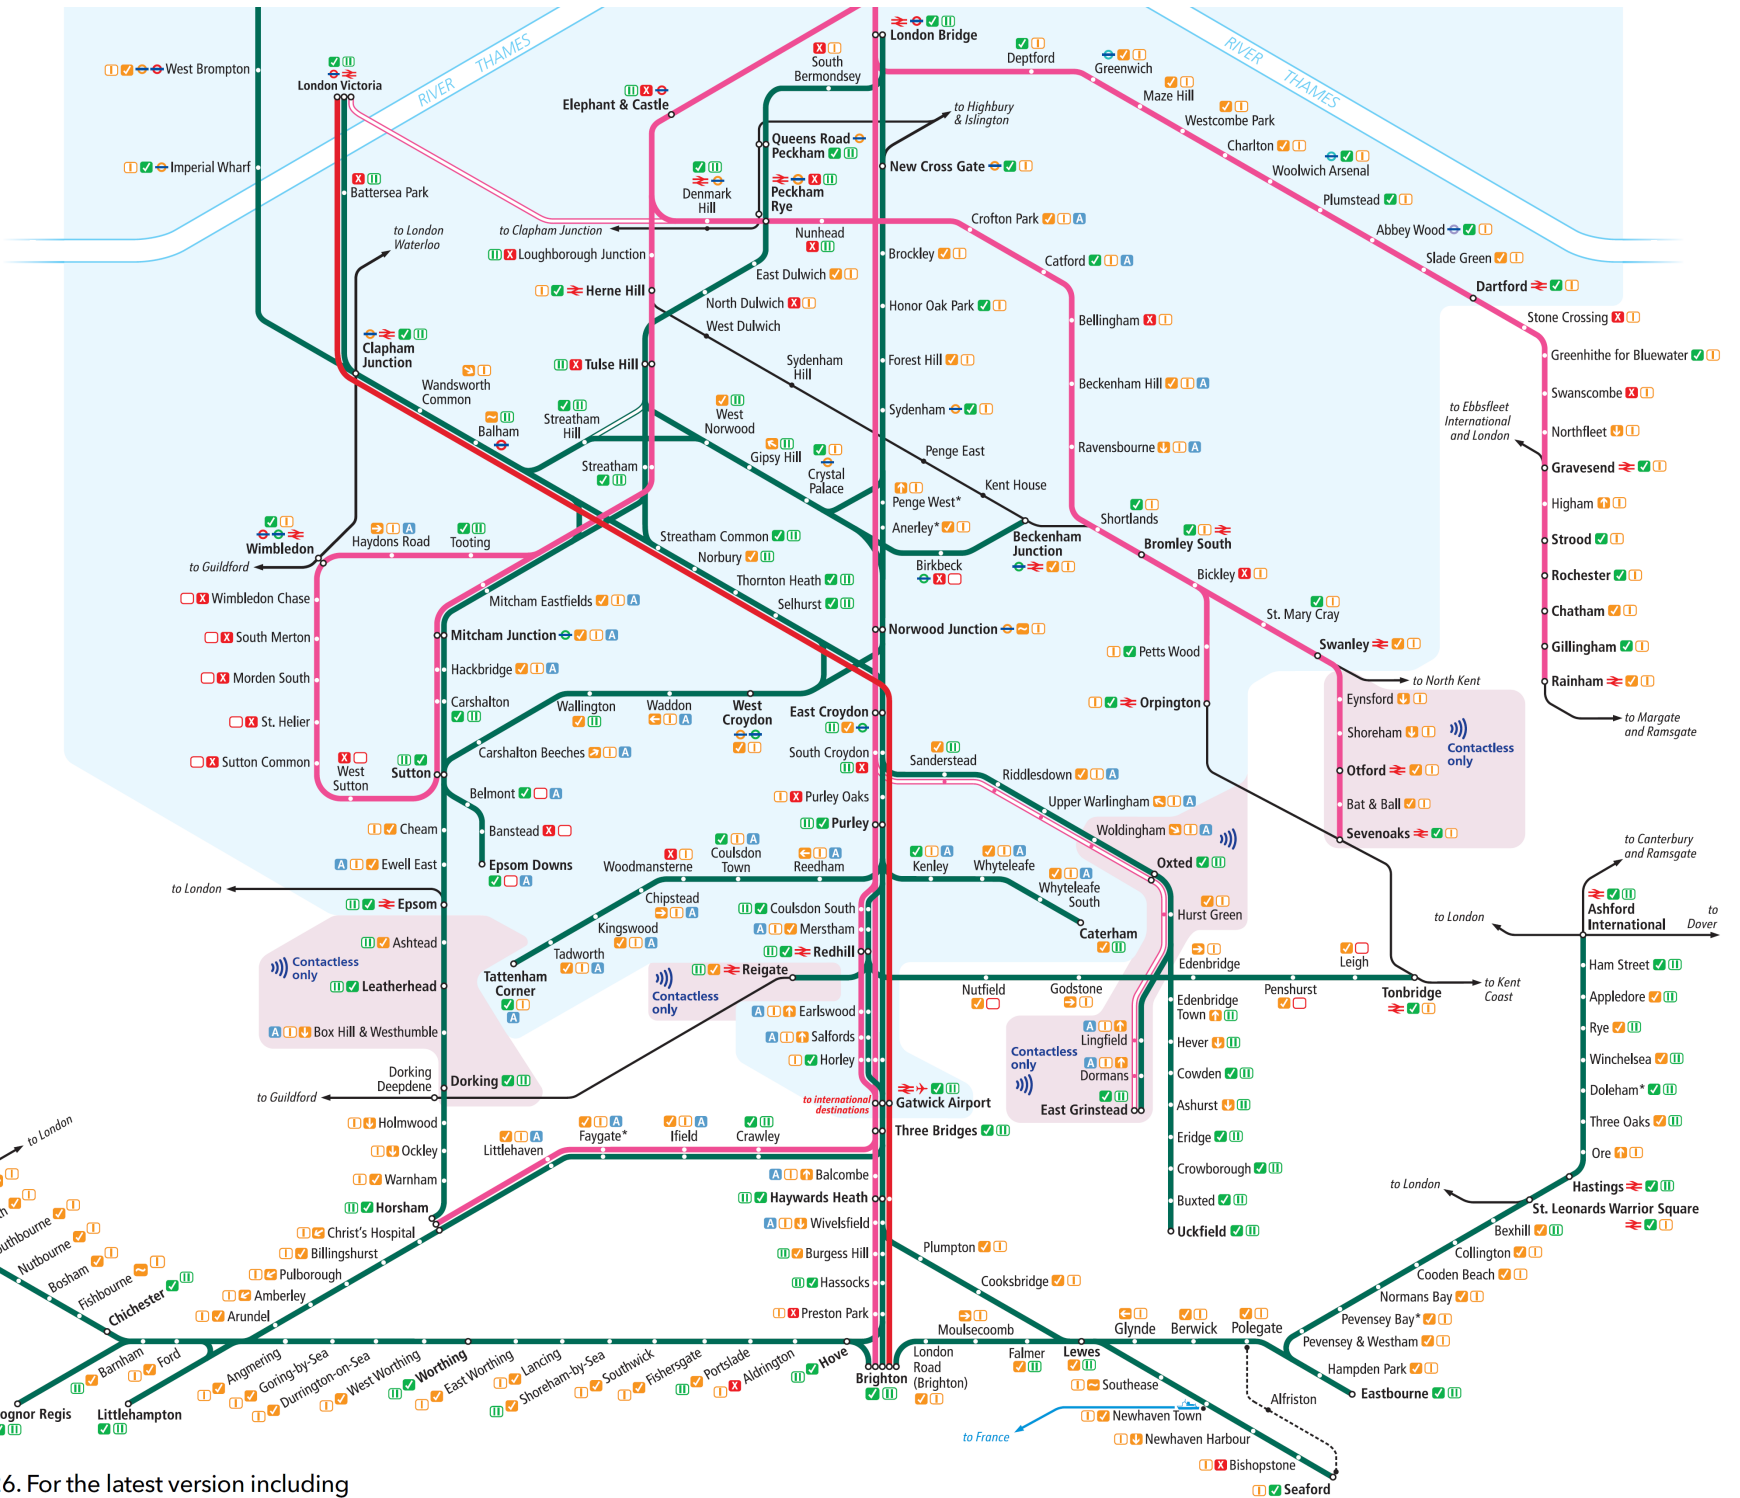 RIVER THAMES
RIVER THAMES
London Bridge
West Brompton
London Victoria
South
Bermondsey
Deptford
Greenwich
Maze Hill
Westcombe Park
Charlton
Woolwich Arsenal
Plumstead
Abbey Wood
Slade Green
Dartford
Stone Crossing
Greenhithe for Bluewater
Swanscombe
to Ebbsfleet
International
and London
Northfleet
Gravesend
Higham
Strood
Rochester
Chatham
Gillingham
Rainham
to Margate
and Ramsgate
Elephant & Castle
to Highbury
& Islington
Queens Road
Peckham
New Cross Gate
Imperial Wharf
Battersea Park
Denmark
Hill
Peckham
Rye
to London
Waterloo
to Clapham Junction
Nunhead
Crofton Park
Loughborough Junction
East Dulwich
Brockley
Catford
Herne Hill
North Dulwich
Honor Oak Park
Bellingham
West Dulwich
Clapham
Junction
Tulse Hill
Sydenham
Hill
Forest Hill
Beckenham Hill
Wandsworth
Common
Balham
Streatham
Hill
West
Norwood
Sydenham
Gipsy Hill
Crystal
Palace
Penge East
Ravensbourne
Streatham
Kent House
Penge West*
Anerley*
Shortlands
Wimbledon
Haydons Road
Tooting
Streatham Common
Norbury
Beckenham
Junction
Bromley South
to Guildford
Birkbeck
Bickley
Thornton Heath
Selhurst
Wimbledon Chase
Mitcham Eastfields
St. Mary Cray
South Merton
Mitcham Junction
Norwood Junction
Petts Wood
Swanley
Morden South
Hackbridge
to North Kent
St. Helier
Carshalton
Wallington
Waddon
West
Croydon
East Croydon
Orpington
Eynsford
Shoreham
Contactless
only
Sutton Common
West
Sutton
Sutton
Carshalton Beeches
South Croydon
Sanderstead
Riddlesdown
Otford
Belmont
Purley Oaks
Upper Warlingham
Bat & Ball
Cheam
Banstead
Purley
Woldingham
Sevenoaks
Ewell East
Epsom Downs
Woodmansterne
Coulsdon
Town
Reedham
Kenley
Whyteleafe
Oxted
to Canterbury
and Ramsgate
to London
Epsom
Chipstead
Whyteleafe
South
Hurst Green
Ashford
International
to
Dover
to London
Kingswood
Coulsdon South
Merstham
Caterham
Ashtead
Tadworth
Redhill
Edenbridge
Leigh
Contactless
only
Tattenham
Corner
Reigate
Contactless
only
Nutfield
Godstone
Penshurst
Tonbridge
to Kent
Coast
Ham Street
Leatherhead
Earlswood
Edenbridge
Town
Appledore
Box Hill & Westhumble
Salfords
Lingfield
Rye
Horley
Contactless
only
Hever
Winchelsea
Dorking
Deepdene
Dorking
Dormans
Cowden
Doleham*
to Guildford
to international
destinations
Gatwick Airport
East Grinstead
Ashurst
Three Oaks
Holmwood
Three Bridges
Eridge
Ore
Ockley
Littlehaven
Faygate*
Ifield
Crawley
Crowborough
Warnham
Balcombe
Hastings
to London
Horsham
Haywards Heath
Buxted
St. Leonards Warrior Square
Christ's Hospital
Wivelsfield
Uckfield
Bexhill
Billingshurst
Burgess Hill
Plumpton
Collington
Pulborough
Hassocks
Cooksbridge
Cooden Beach
Amberley
Normans Bay
Arundel
Preston Park
Pevensey Bay*
to London
th
outhbourne
Nutbourne
Bosham
Fishbourne
Chichester
Moulsecoomb
Glynde
Berwick
Polegate
Pevensey & Westham
Hampden Park
Eastbourne
Barnham
Ford
Angmering
Goring-by-Sea
Durrington-on-Sea
West Worthing
Worthing
East Worthing
Lancing
Shoreham-by-Sea
Southwick
Fishersgate
Portslade
Aldrington
Hove
Brighton
London
Road
(Brighton)
Falmer
Lewes
Southease
Alfriston
ognor Regis
Littlehampton
Newhaven Town
to France
Newhaven Harbour
Bishopstone
Seaford
26. For the latest version including